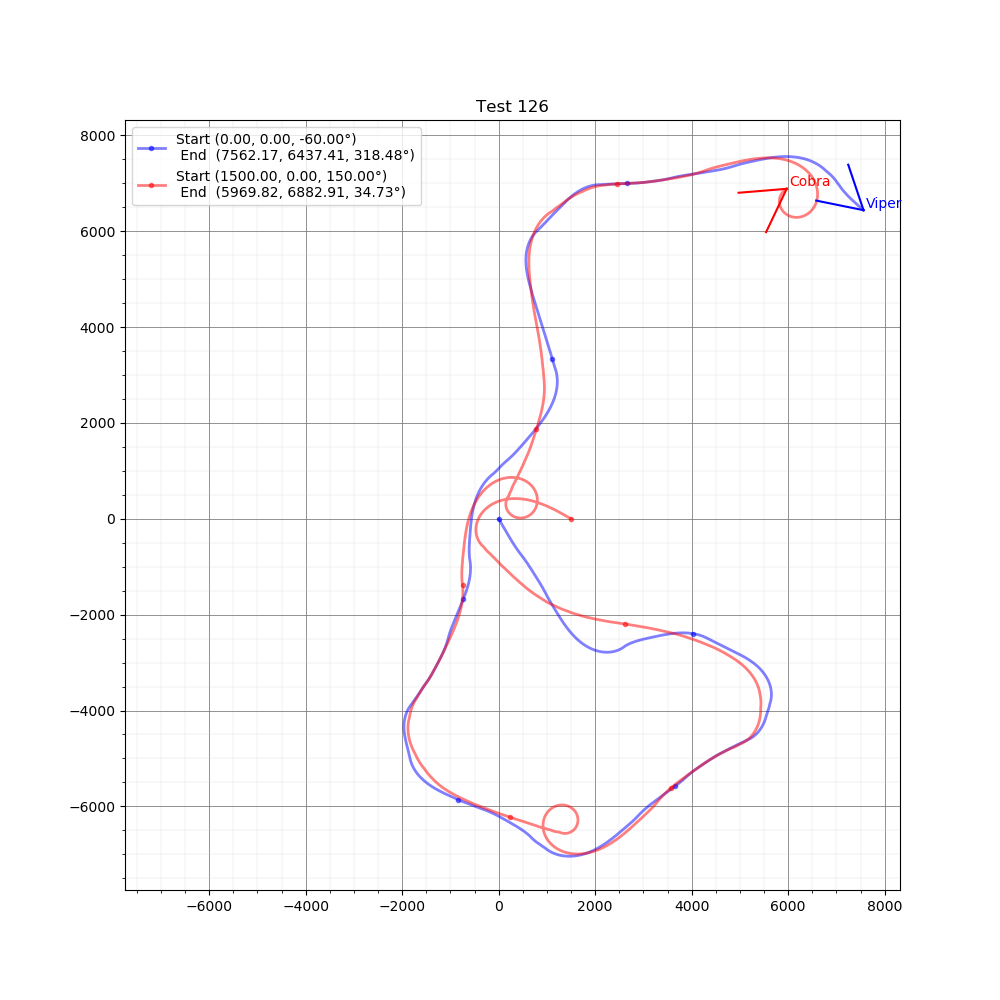 Test 126
Start (0.00, 0.00, -60.00°)
End (7562.17, 6437.41, 318.48°)
Start (1500.00, 0.00, 150.00°)
End (5969.82, 6882.91, 34.73°)
Cobra
Viper
8000
6000
4000
2000
0
−2000
−4000
−6000
−6000 −4000 −2000 0 2000 4000 6000 8000